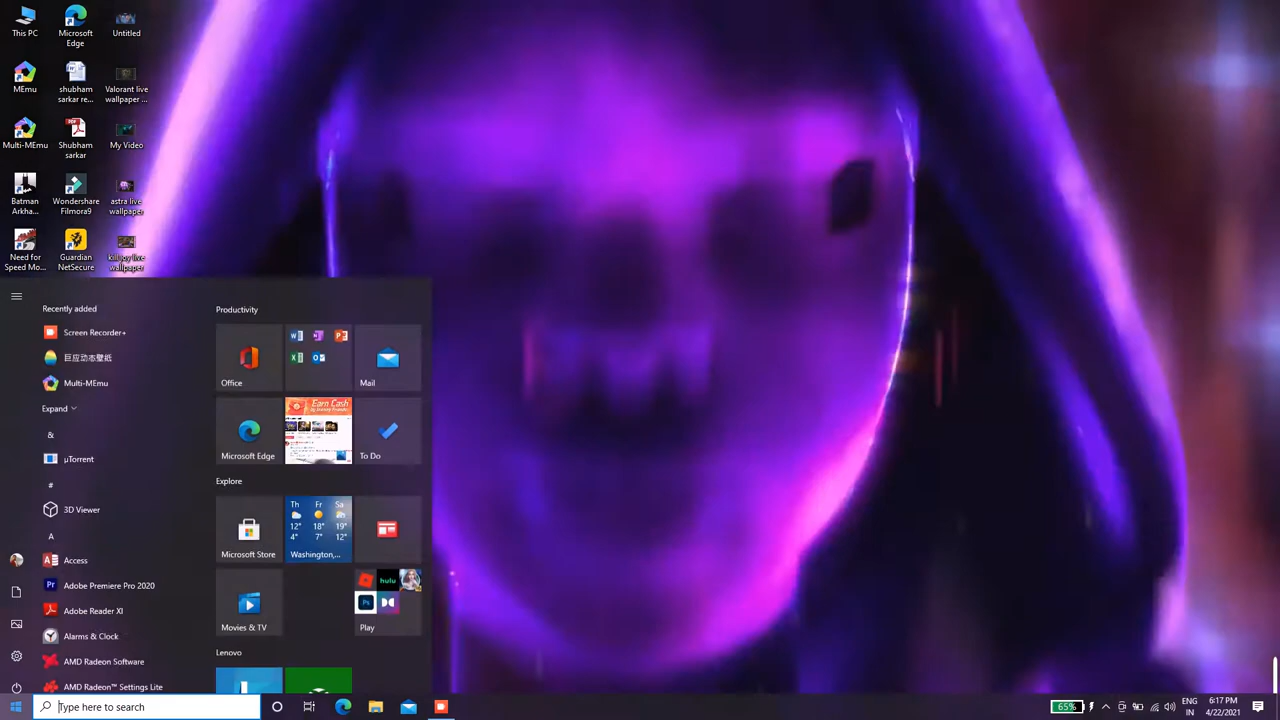 This PC
Microsoft
Edge
Untitled
MEmu
shubham
sarkar re...
Valorant live
wallpaper ...
Multi-MEmu
Shubham
sarkar
My Video
Batman
Arkha...
Wondershare
Filmora9
astra live
wallpaper
Need for
Speed Mo...
Guardian
NetSecure
killjoy live
wallpaper
Recently added
Screen Recorder+
巨应动态壁纸
Multi-MEmu
Expand
&
µTorrent
#
3D Viewer
A
Access
Adobe Premiere Pro 2020
Adobe Reader XI
Alarms & Clock
AMD Radeon Software
AMD Radeon™ Settings Lite
Productivity
Office
Mail
Earn Cash
Microsoft Edge
To Do
Explore
Microsoft Store
Th Fr Sa
12° 18° 19°
4° 7° 12°
Washington,...
Movies & TV
hulu
Ps
Play
Lenovo
Type here to search
65%
ENG
IN
6:17 PM
4/22/2021